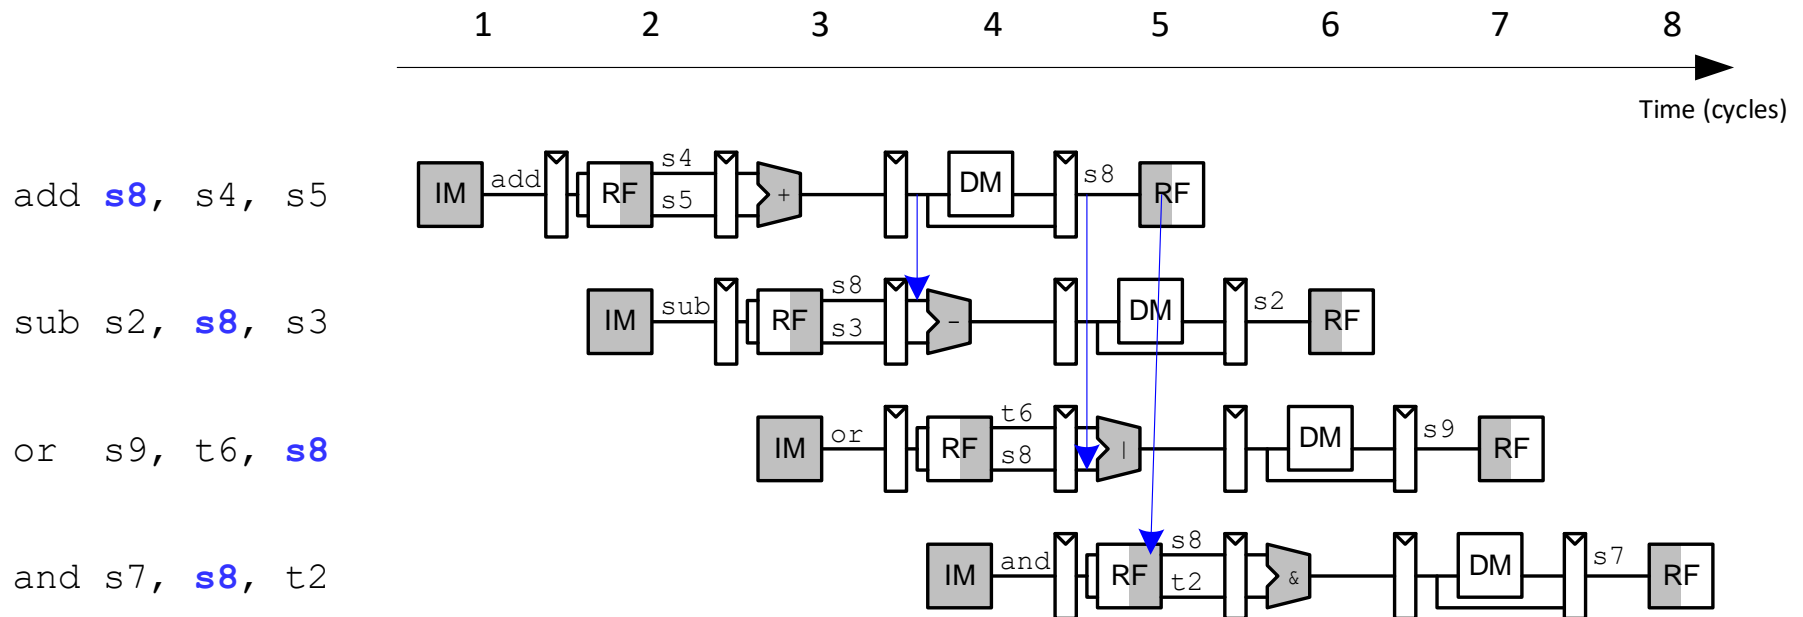 1 2 3 4 5 6 7 8
Time (cycles)
add s8, s4, s5 IM add RF s4 s5 + DM s8 RF
sub s2, s8, s3 IM sub RF s8 s3 - DM s2 RF
or s9, t6, s8 IM or RF t6 s8 | DM s9 RF
and s7, s8, t2 IM and RF s8 t2 & DM s7 RF